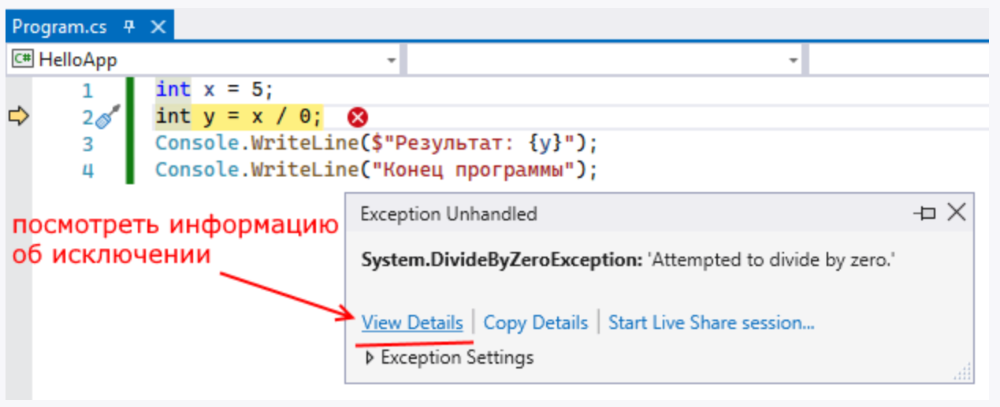 Program.cs
C# HelloApp
1 int x = 5;
2 int y = x / 0;
3 Console.WriteLine($"Результат: {y}");
4 Console.WriteLine("Конец программы");
посмотреть информацию
об исключении
Exception Unhandled
System.DivideByZeroException: 'Attempted to divide by zero.'
View Details | Copy Details | Start Live Share session...
Exception Settings